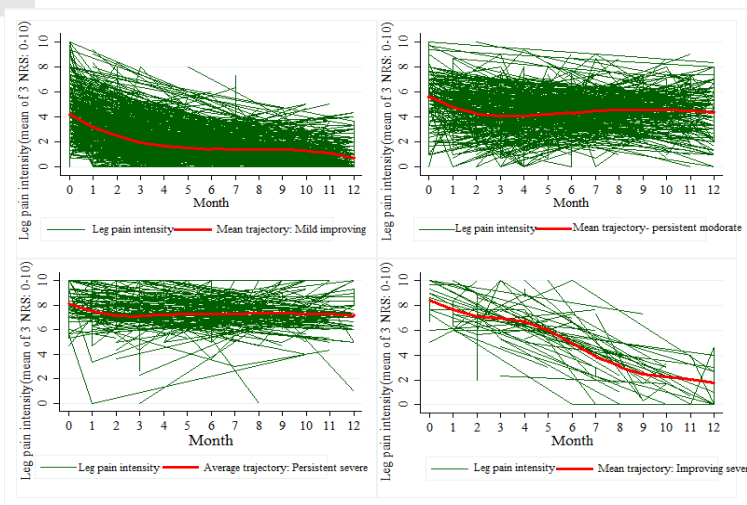 Leg pain intensity (mean of 3 NRS: 0-10)
10
8
6
4
2
0
0 1 2 3 4 5 6 7 8 9 10 11 12
Month
Leg pain intensity Mean trajectory: Mild improving
Leg pain intensity (mean of 3 NRS: 0-10)
10
8
6
4
2
0
0 1 2 3 4 5 6 7 8 9 10 11 12
Month
Leg pain intensity Mean trajectory- persistent moderate
Leg pain intensity (mean of 3 NRS: 0-10)
10
8
6
4
2
0
0 1 2 3 4 5 6 7 8 9 10 11 12
Month
Leg pain intensity Average trajectory: Persistent severe
Leg pain intensity (mean of 3 NRS: 0-10)
10
8
6
4
2
0
0 1 2 3 4 5 6 7 8 9 10 11 12
Month
Leg pain intensity Mean trajectory: Improving sever